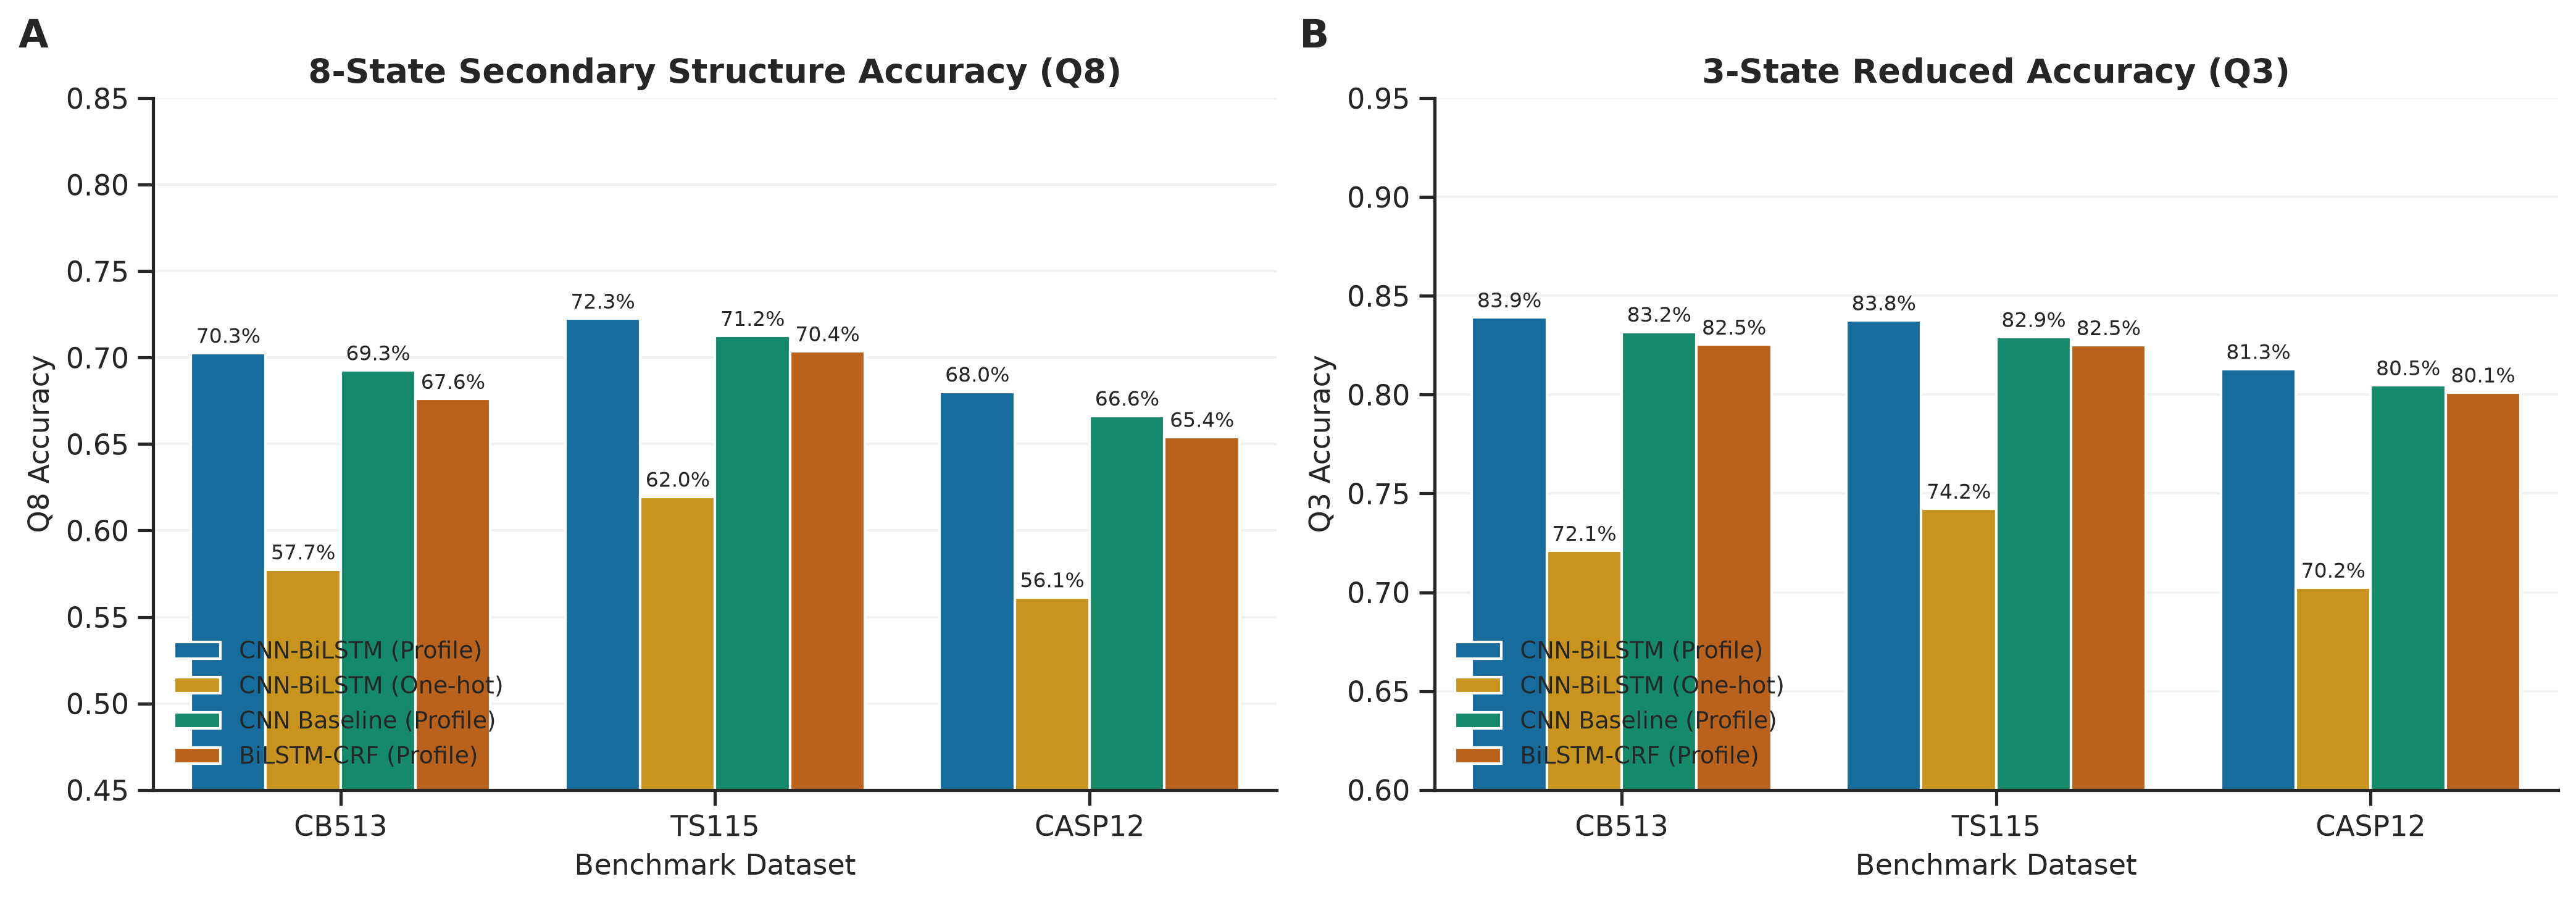 A
8-State Secondary Structure Accuracy (Q8)
0.85
0.80
0.75
0.70
0.65
0.60
0.55
0.50
0.45
Q8 Accuracy
70.3%
57.7%
69.3%
67.6%
72.3%
62.0%
71.2%
70.4%
68.0%
56.1%
66.6%
65.4%
CNN-BiLSTM (Profile)
CNN-BiLSTM (One-hot)
CNN Baseline (Profile)
BiLSTM-CRF (Profile)
CB513
TS115
CASP12
Benchmark Dataset
B
3-State Reduced Accuracy (Q3)
0.95
0.90
0.85
0.80
0.75
0.70
0.65
0.60
Q3 Accuracy
83.9%
72.1%
83.2%
82.5%
83.8%
74.2%
82.9%
82.5%
81.3%
70.2%
80.5%
80.1%
CNN-BiLSTM (Profile)
CNN-BiLSTM (One-hot)
CNN Baseline (Profile)
BiLSTM-CRF (Profile)
CB513
TS115
CASP12
Benchmark Dataset